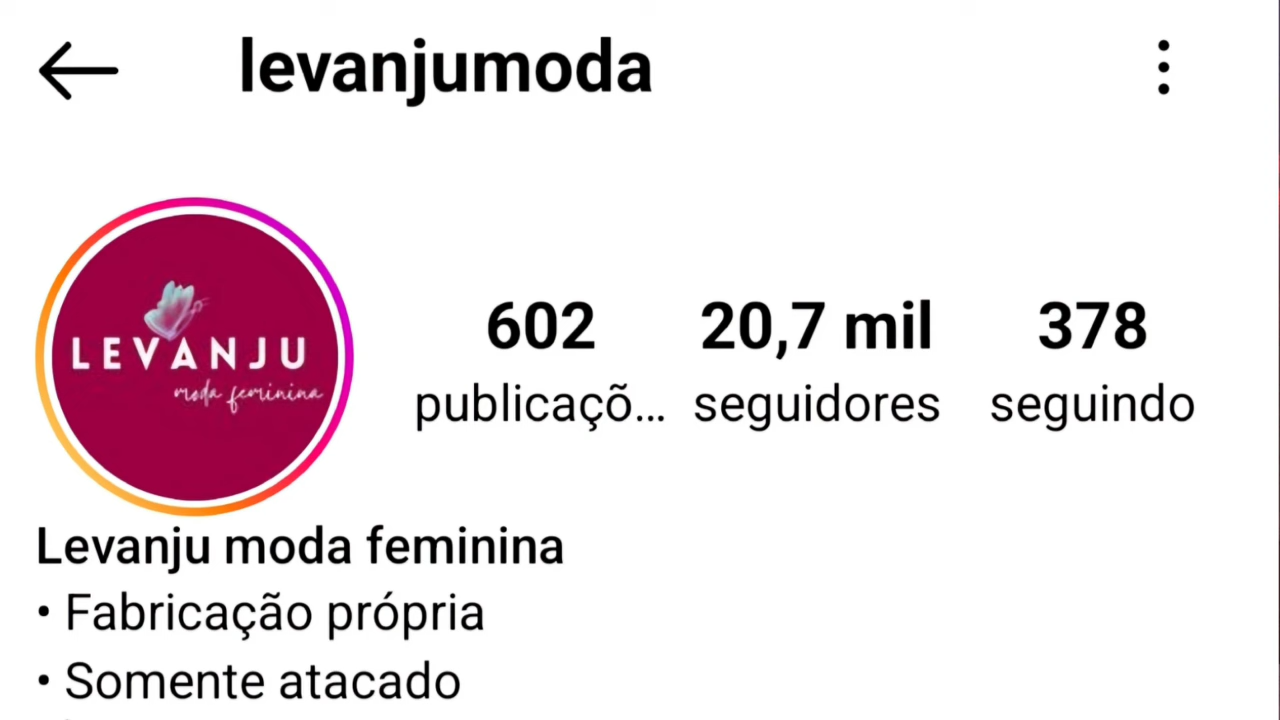 levanjumoda
LEVANJU
moda feminina
602
publicaçõ...
20,7 mil
seguidores
378
seguindo
Levanju moda feminina
• Fabricação própria
• Somente atacado